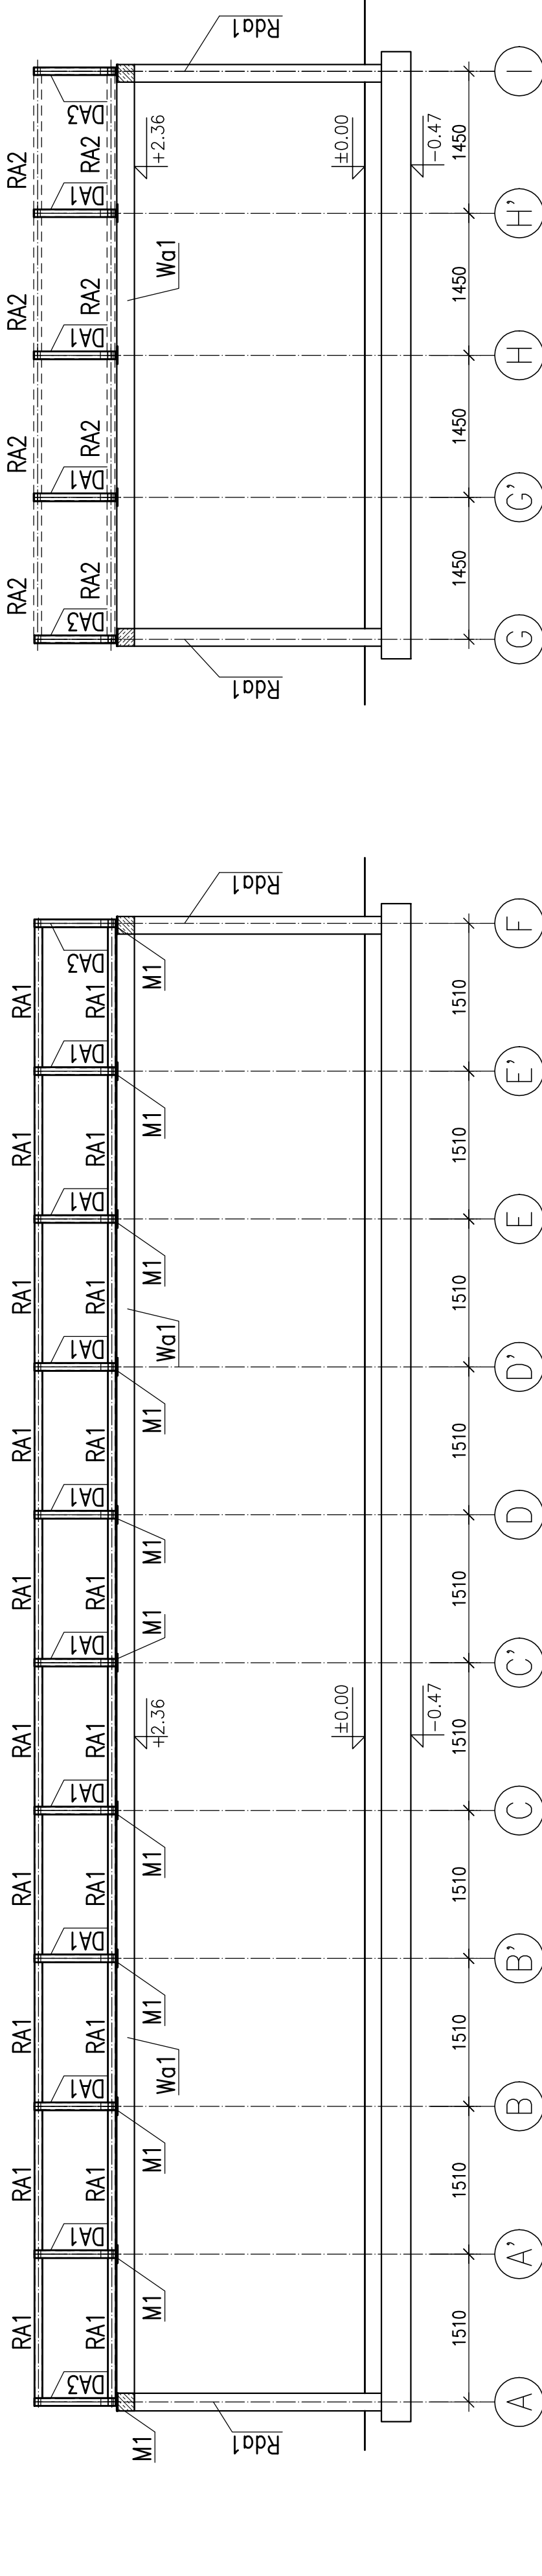 RA1 RA1 RA1 RA1 RA1 RA1 RA1 RA1 RA1 RA1 RA2 RA2 RA2 RA2
DA3 DA1 DA1 DA1 DA1 DA1 DA1 DA1 DA1 DA1 DA3 DA3 DA1 DA1 DA1 DA3
RA1 RA1 RA1 RA1 RA1 RA1 RA1 RA1 RA1 RA1 RA2 RA2 RA2 RA2
M1 M1 M1 M1 M1 M1 M1 M1 M1 M1 M1
Wa1 Wa1 Wa1
+2.36 +2.36
Rda1 Rda1 Rda1 Rda1
±0.00 ±0.00
-0.47 -0.47
1510 1510 1510 1510 1510 1510 1510 1510 1510 1510 1450 1450 1450 1450
A A' B B' C C' D D' E E' F G G' H H' I